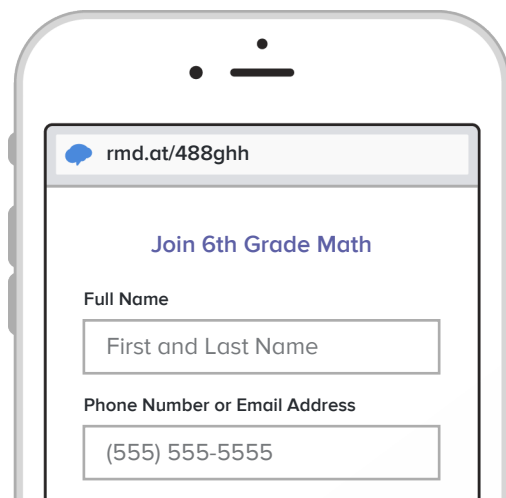 rmd.at/488ghh
Join 6th Grade Math
Full Name
First and Last Name
Phone Number or Email Address
(555) 555-5555